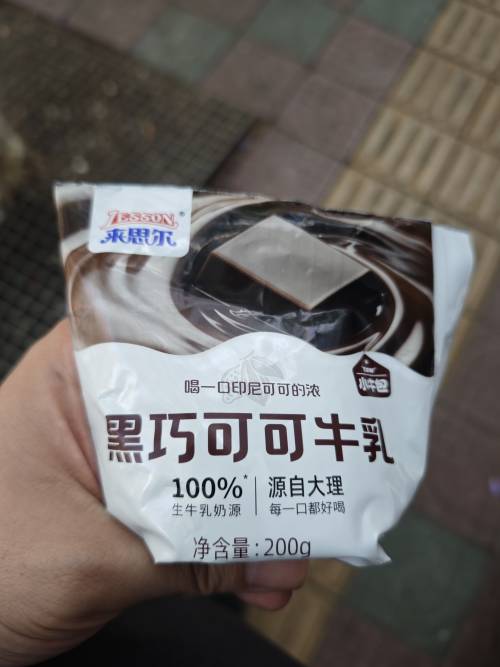 LESSON®
来思尔
喝一口印尼可可的浓
小牛包
黑巧可可牛乳
100%*
生牛乳奶源
源自大理
每一口都好喝
净含量:200g